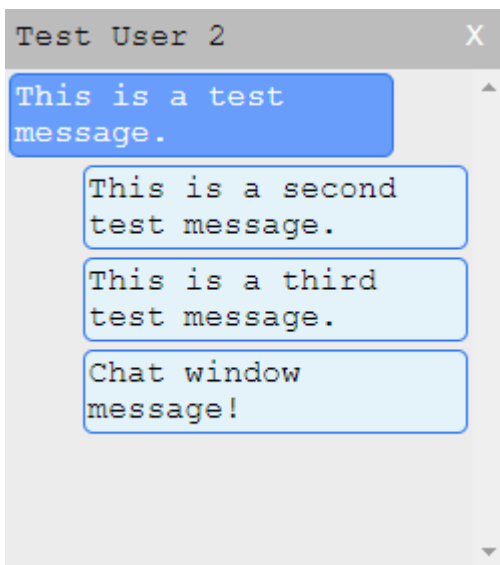 Test User 2 X
This is a test
message.
This is a second
test message.
This is a third
test message.
Chat window
message!